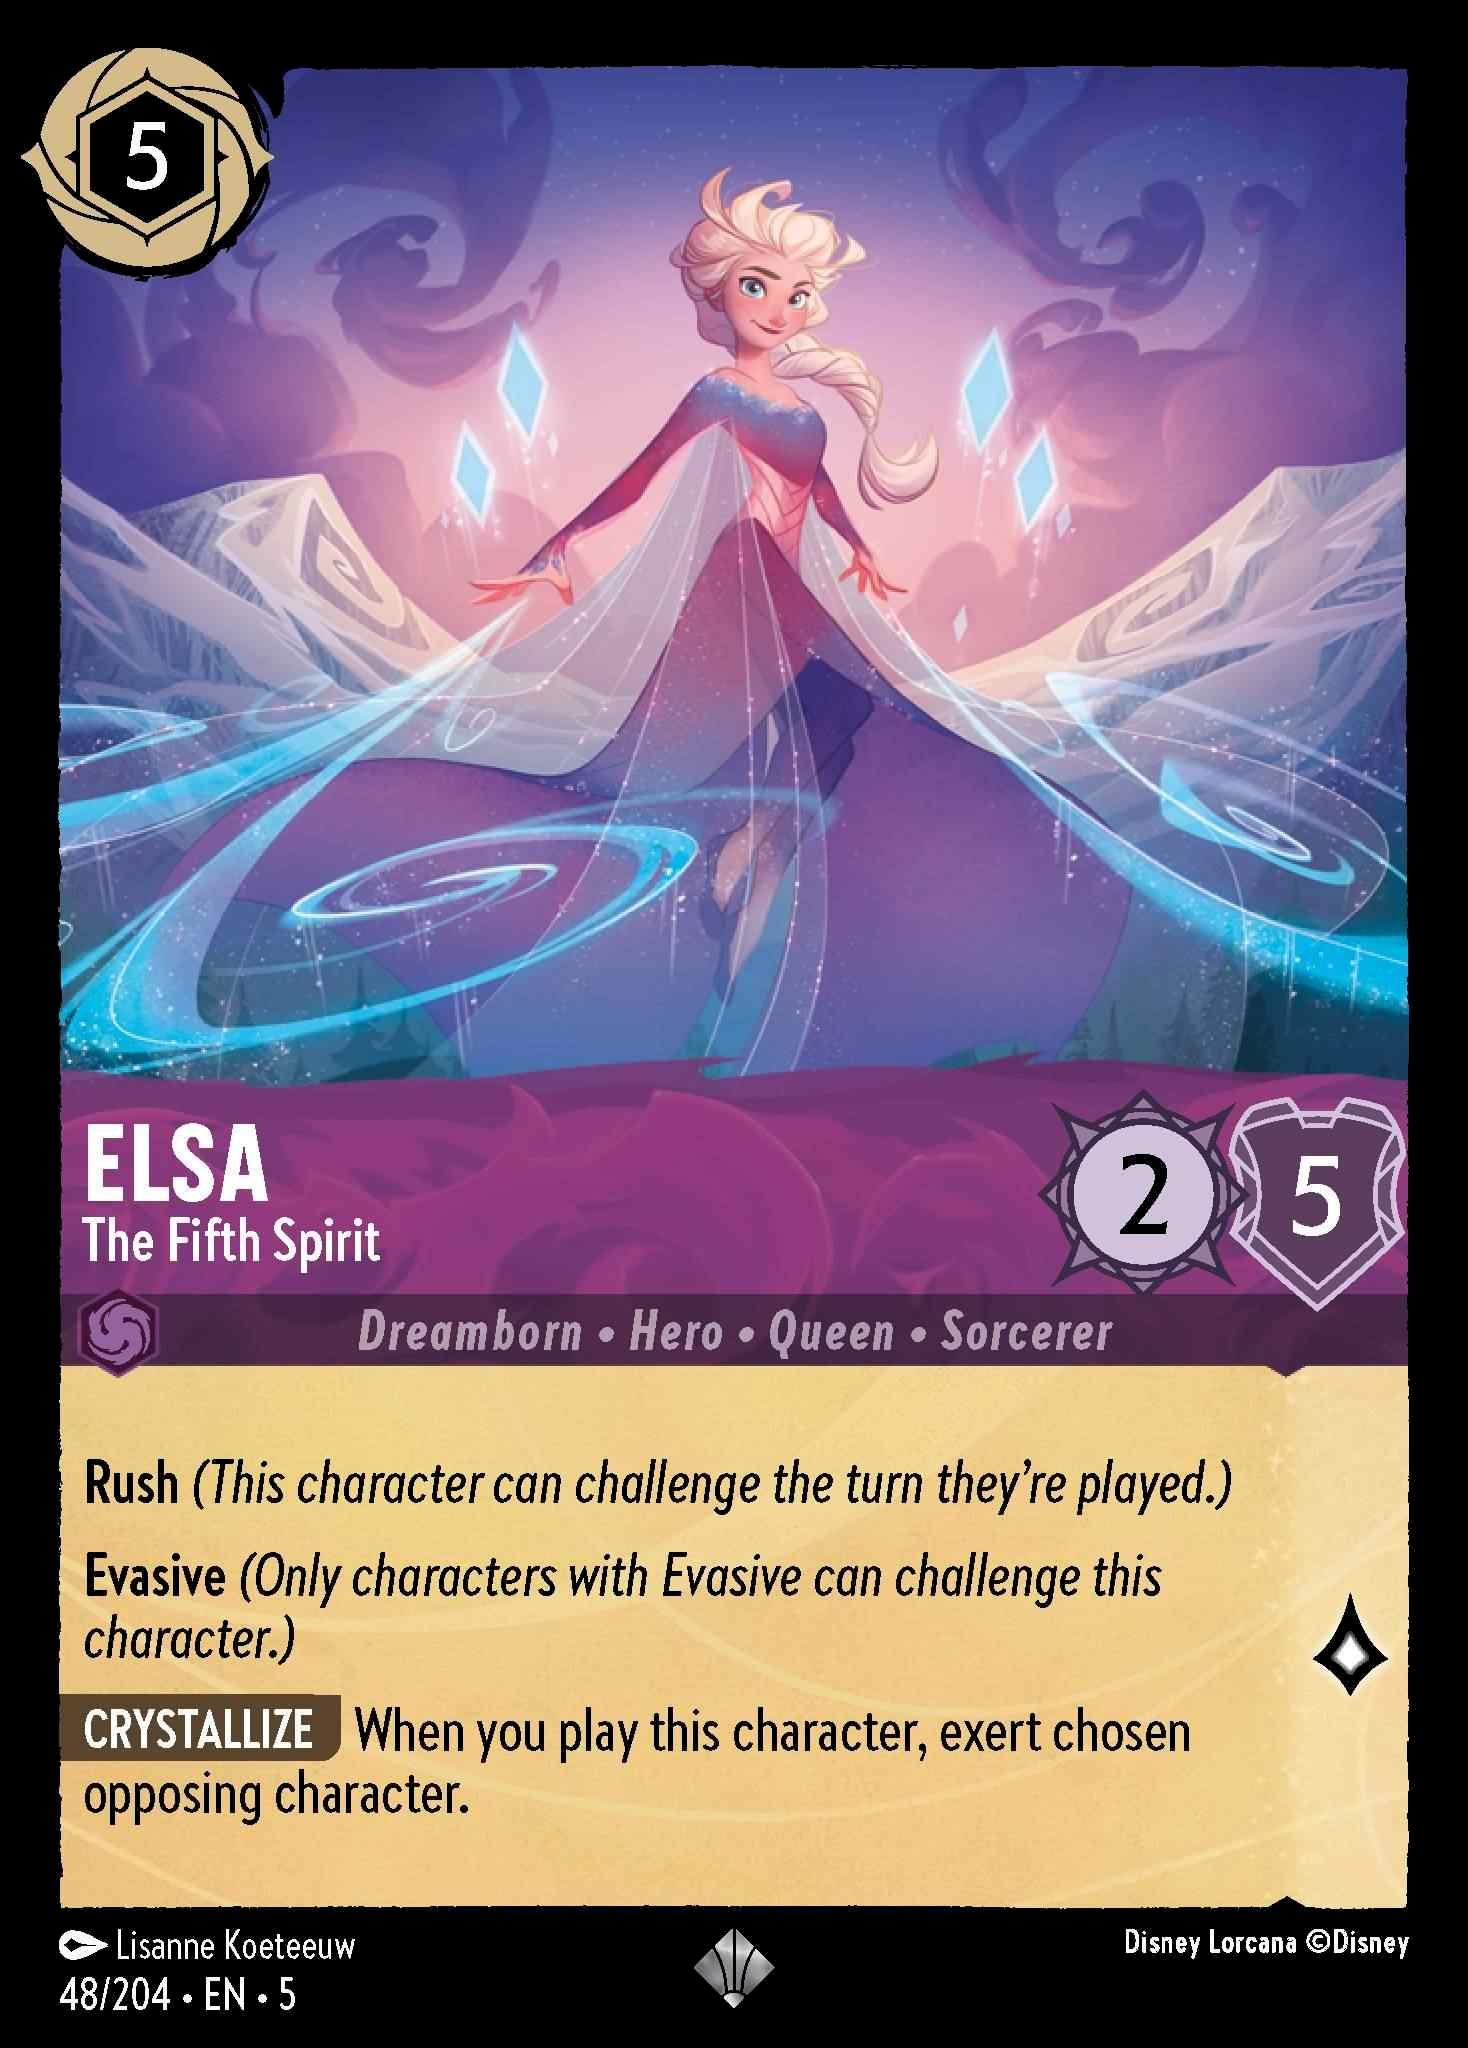 5
ELSA
The Fifth Spirit
2
5
Dreamborn • Hero • Queen • Sorcerer
Rush (This character can challenge the turn they’re played.)
Evasive (Only characters with Evasive can challenge this
character.)
CRYSTALLIZE When you play this character, exert chosen
opposing character.
Lisanne Koeteeuw
Disney Lorcana ©Disney
48/204 • EN • 5